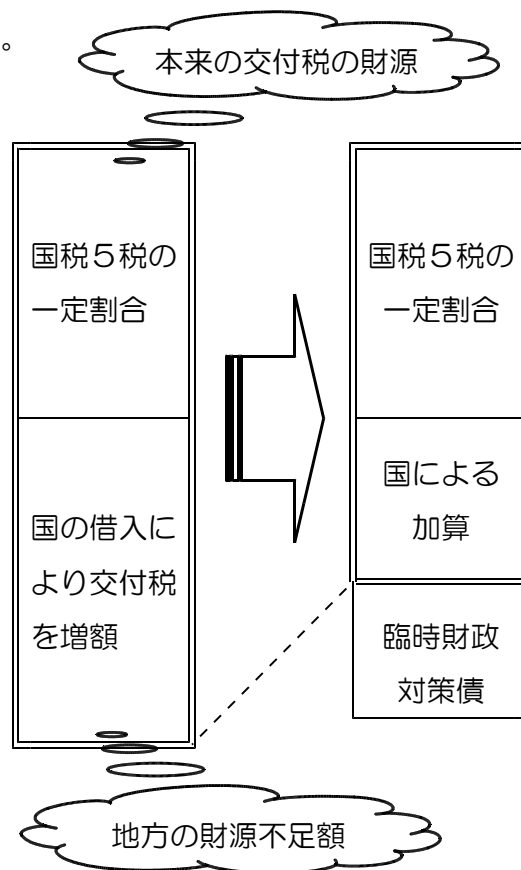 。
本来の交付税の財源
国税５税の
一定割合
国の借入に
より交付税
を増額
国税５税の
一定割合
国による
加算
臨時財政
対策債
地方の財源不足額